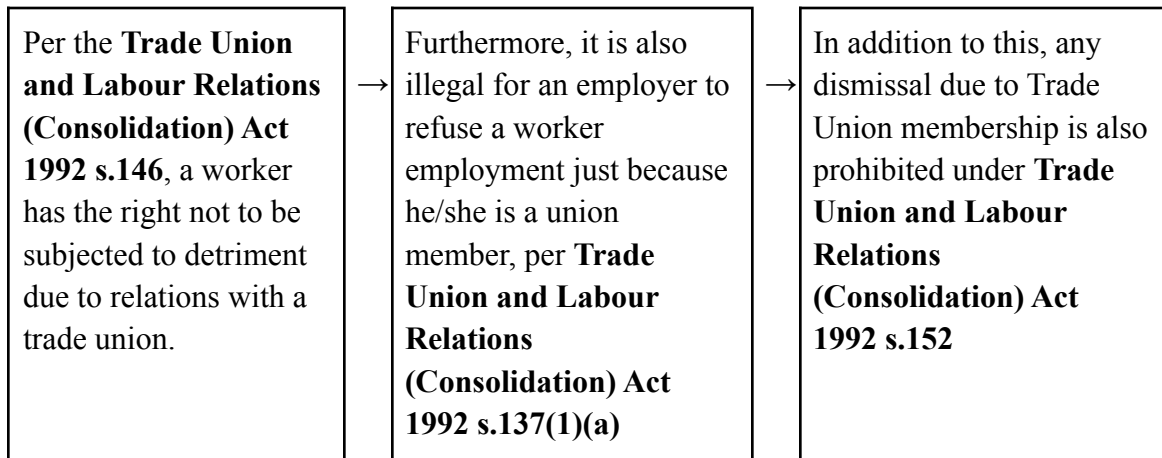 Per the Trade Union
and Labour Relations
(Consolidation) Act
1992 s.146, a worker
has the right not to be
subjected to detriment
due to relations with a
trade union.
→
Furthermore, it is also
illegal for an employer to
refuse a worker
employment just because
he/she is a union
member, per Trade
Union and Labour
Relations
(Consolidation) Act
1992 s.137(1)(a)
→
In addition to this, any
dismissal due to Trade
Union membership is also
prohibited under Trade
Union and Labour
Relations
(Consolidation) Act
1992 s.152